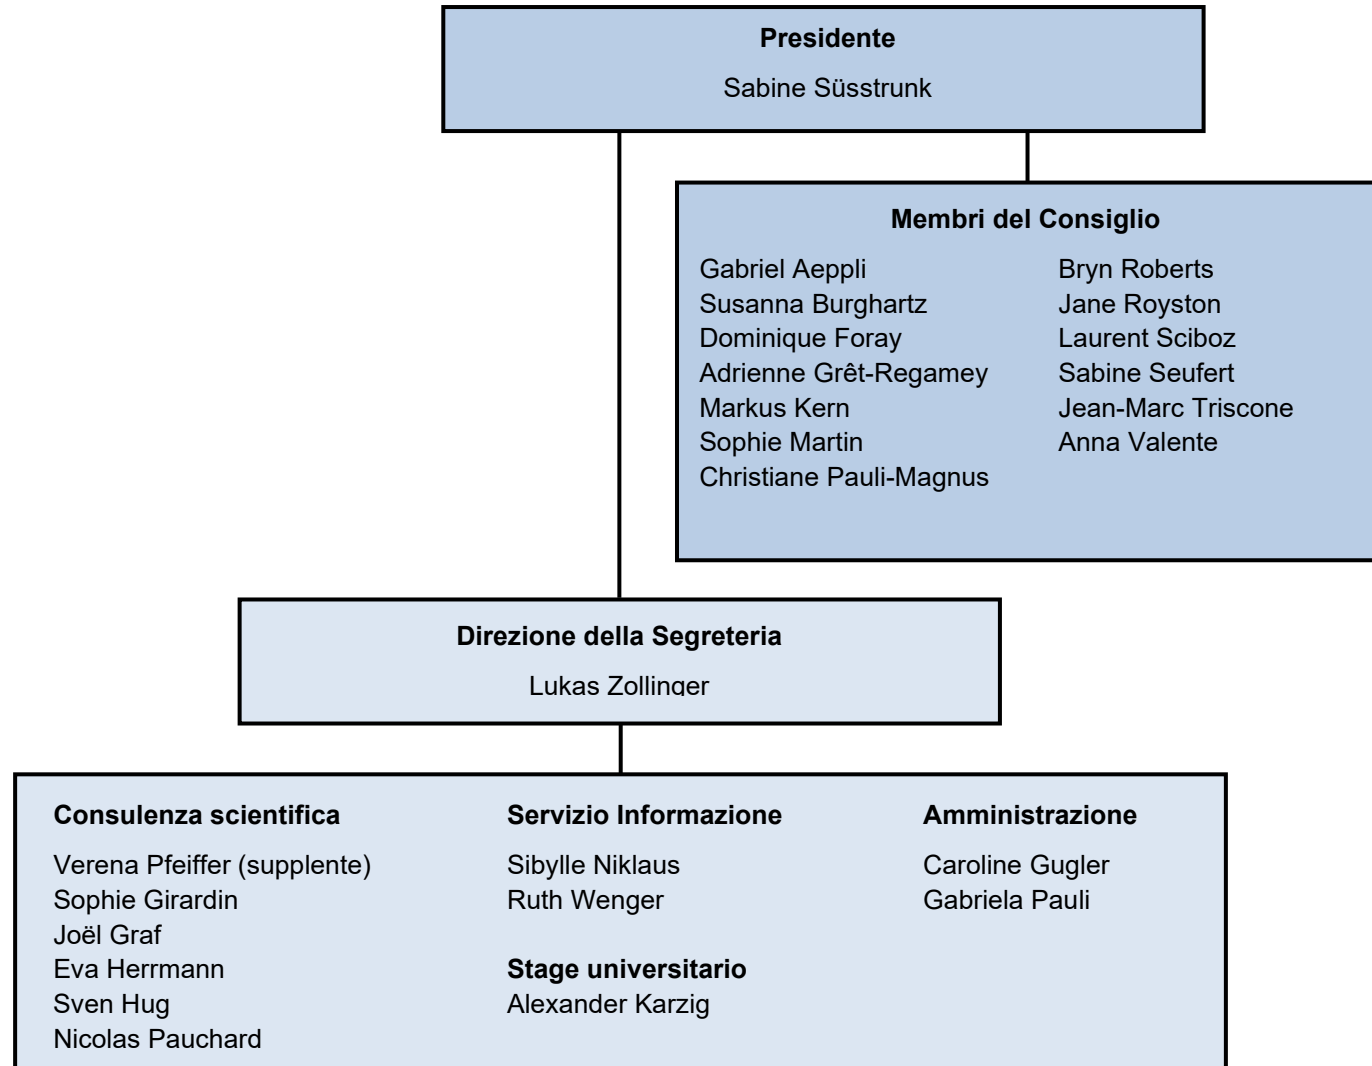 Presidente
Sabine Süsstrunk
Membri del Consiglio
Gabriel Aeppli
Susanna Burghartz
Dominique Foray
Adrienne Grêt-Regamey
Markus Kern
Sophie Martin
Christiane Pauli-Magnus
Bryn Roberts
Jane Royston
Laurent Sciboz
Sabine Seufert
Jean-Marc Triscone
Anna Valente
Direzione della Segreteria
Lukas Zollinger
Consulenza scientifica
Verena Pfeiffer (supplente)
Sophie Girardin
Joël Graf
Eva Herrmann
Sven Hug
Nicolas Pauchard
Servizio Informazione
Sibylle Niklaus
Ruth Wenger
Stage universitario
Alexander Karzig
Amministrazione
Caroline Gugler
Gabriela Pauli